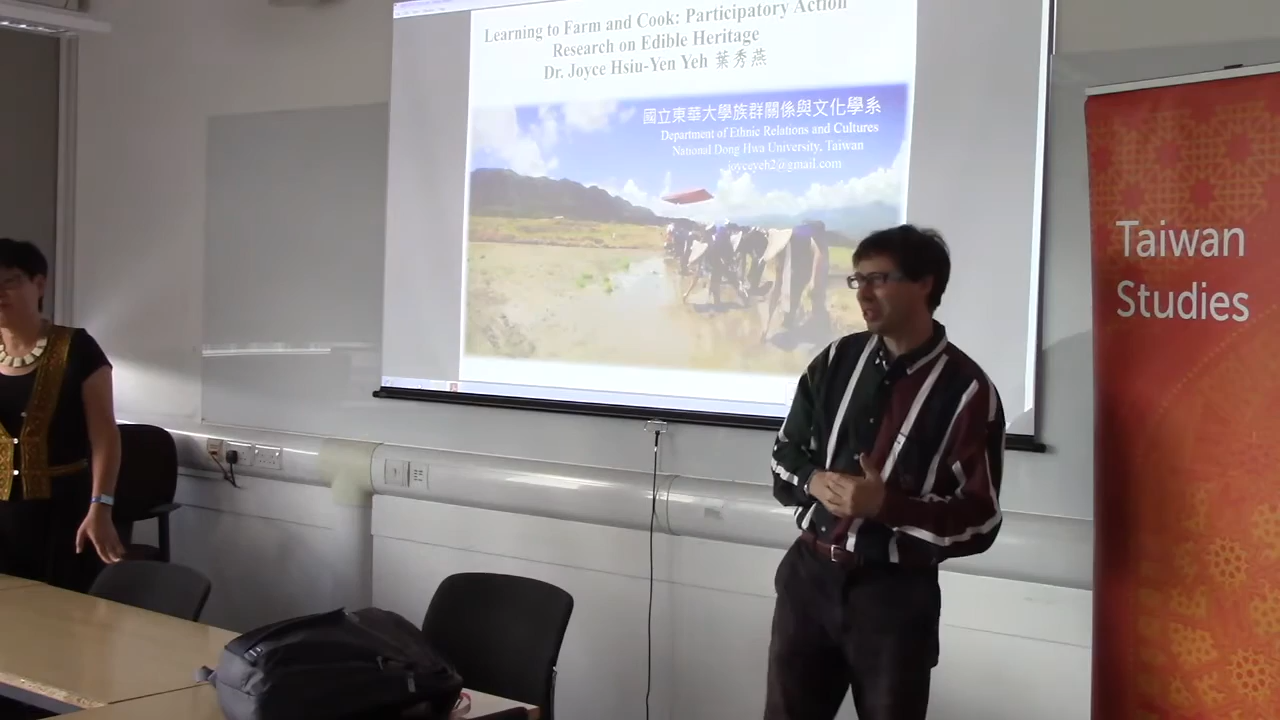 Learning to Farm and Cook: Participatory Action
Research on Edible Heritage
Dr. Joyce Hsiu-Yen Yeh 葉秀燕
國立東華大學族群關係與文化學系
Department of Ethnic Relations and Cultures
National Dong Hwa University, Taiwan
joyceyeh2@gmail.com
Taiwan
Studies